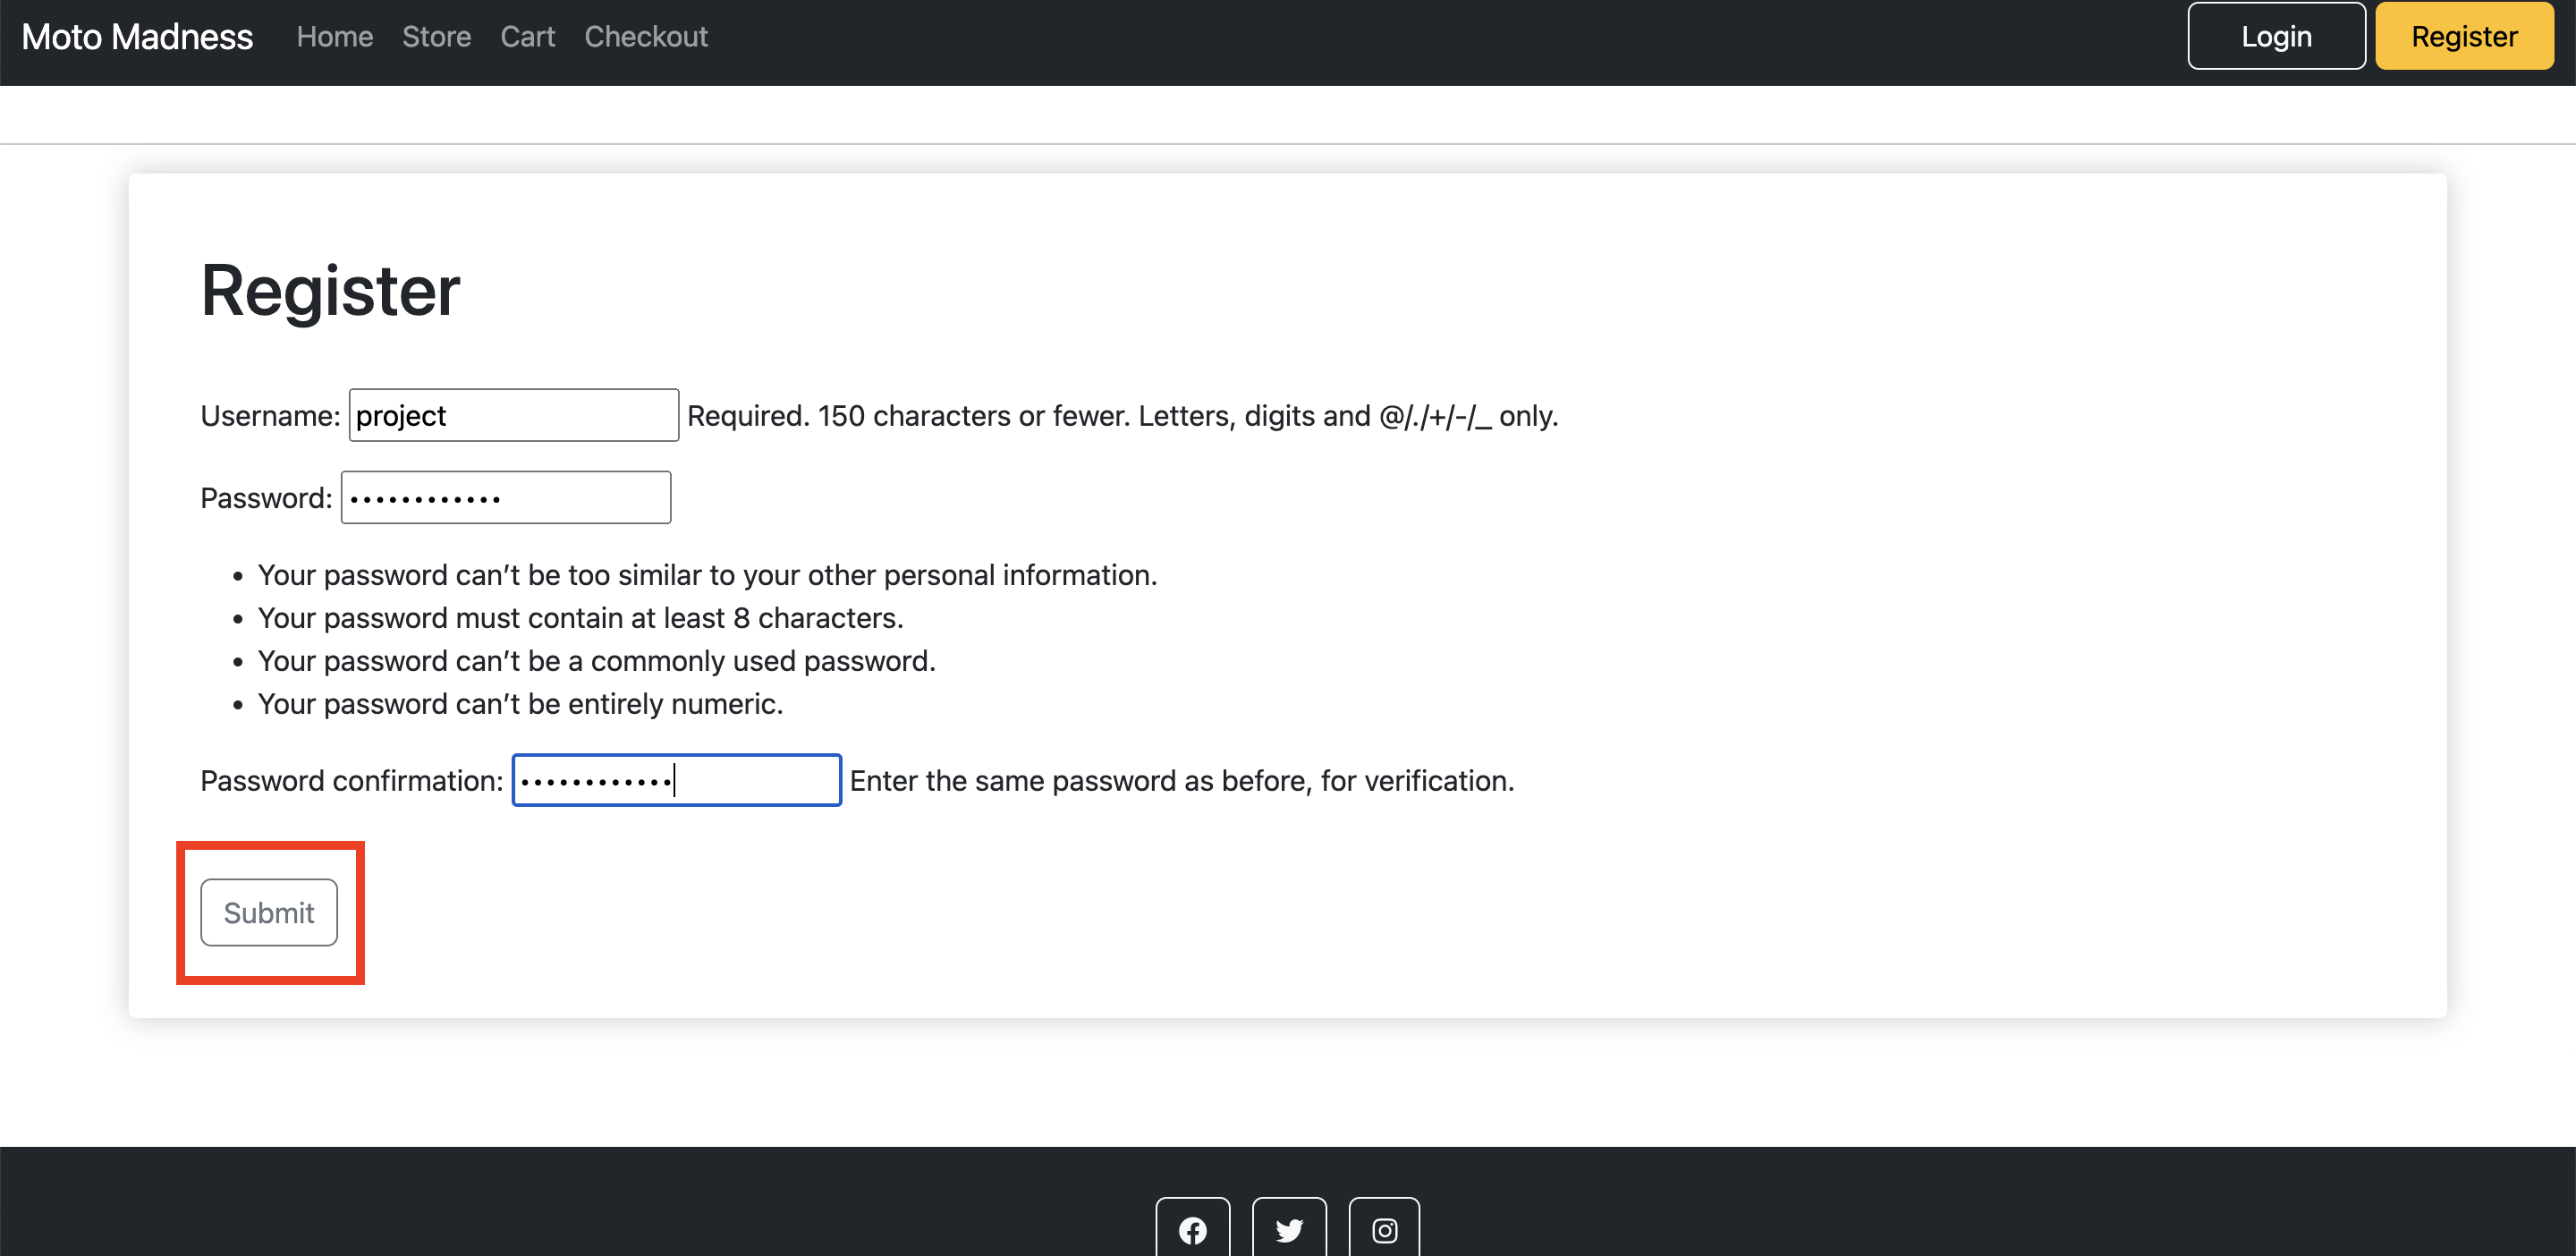 Moto Madness Home Store Cart Checkout Login Register
Register
Username: project Required. 150 characters or fewer. Letters, digits and @/./+/-/_ only.
Password: ••••••••••••
• Your password can’t be too similar to your other personal information.
• Your password must contain at least 8 characters.
• Your password can’t be a commonly used password.
• Your password can’t be entirely numeric.
Password confirmation: •••••••••••• Enter the same password as before, for verification.
Submit